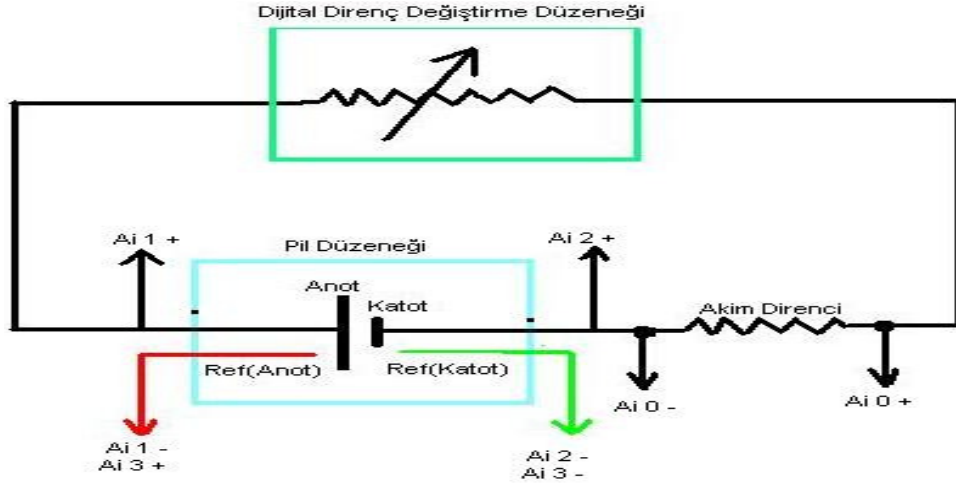 Dijital Direnç Değiştirme Düzeneği
Ai 1 +
Pil Düzeneği
Ai 2 +
Anot
Katot
Akim Direnci
Ref(Anot)
Ref(Katot)
Ai 0 -
Ai 0 +
Ai 1 -
Ai 3 +
Ai 2 -
Ai 3 -